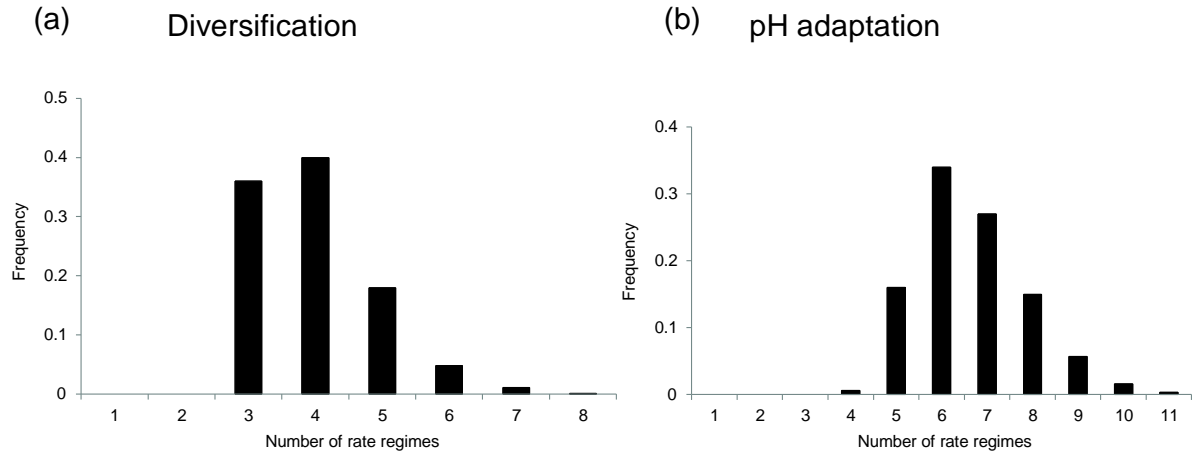 (a) Diversification
0.5
0.4
0.3
0.2
0.1
0
Frequency
1 2 3 4 5 6 7 8
Number of rate regimes
(b) pH adaptation
0.4
0.3
0.2
0.1
0
Frequency
1 2 3 4 5 6 7 8 9 10 11
Number of rate regimes